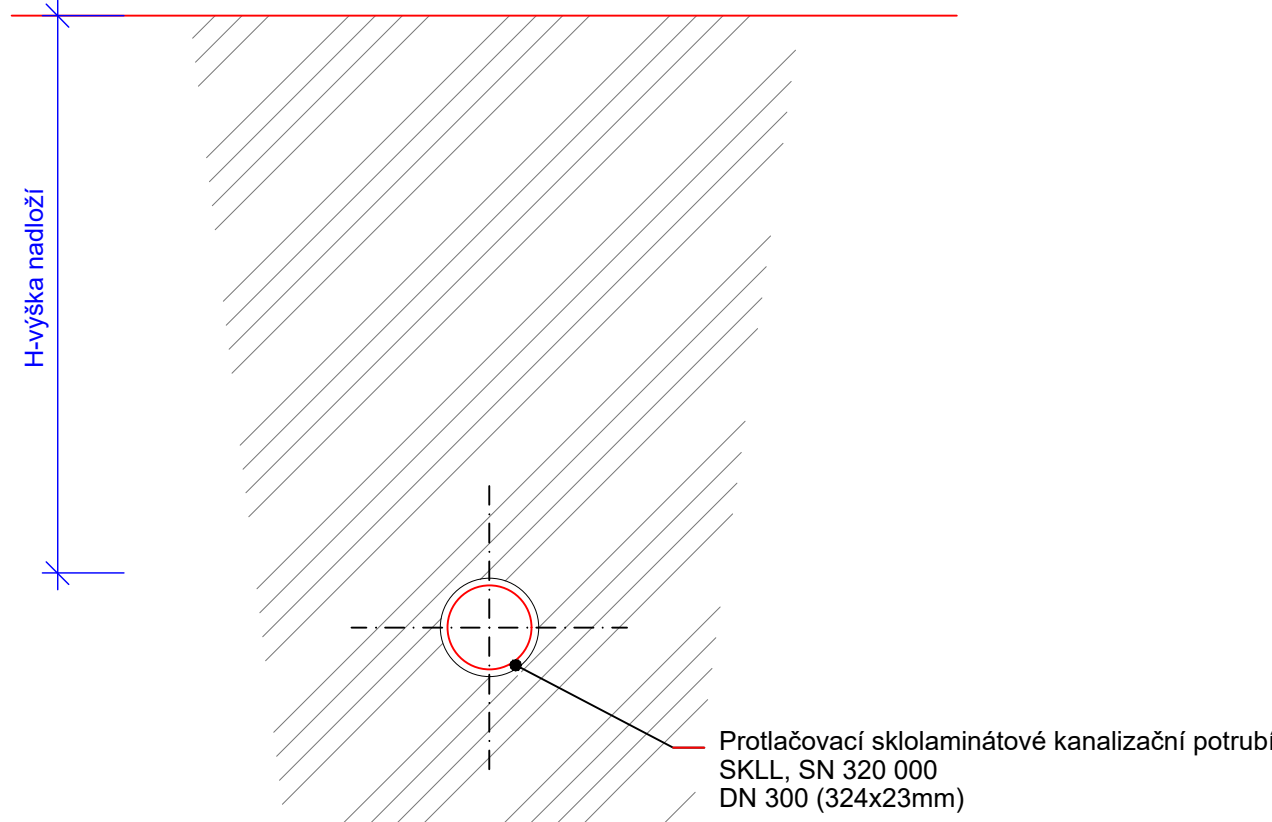 H-výška nadloží
Protlačovací sklolaminátové kanalizační potrubí
SKLL, SN 320 000
DN 300 (324x23mm)